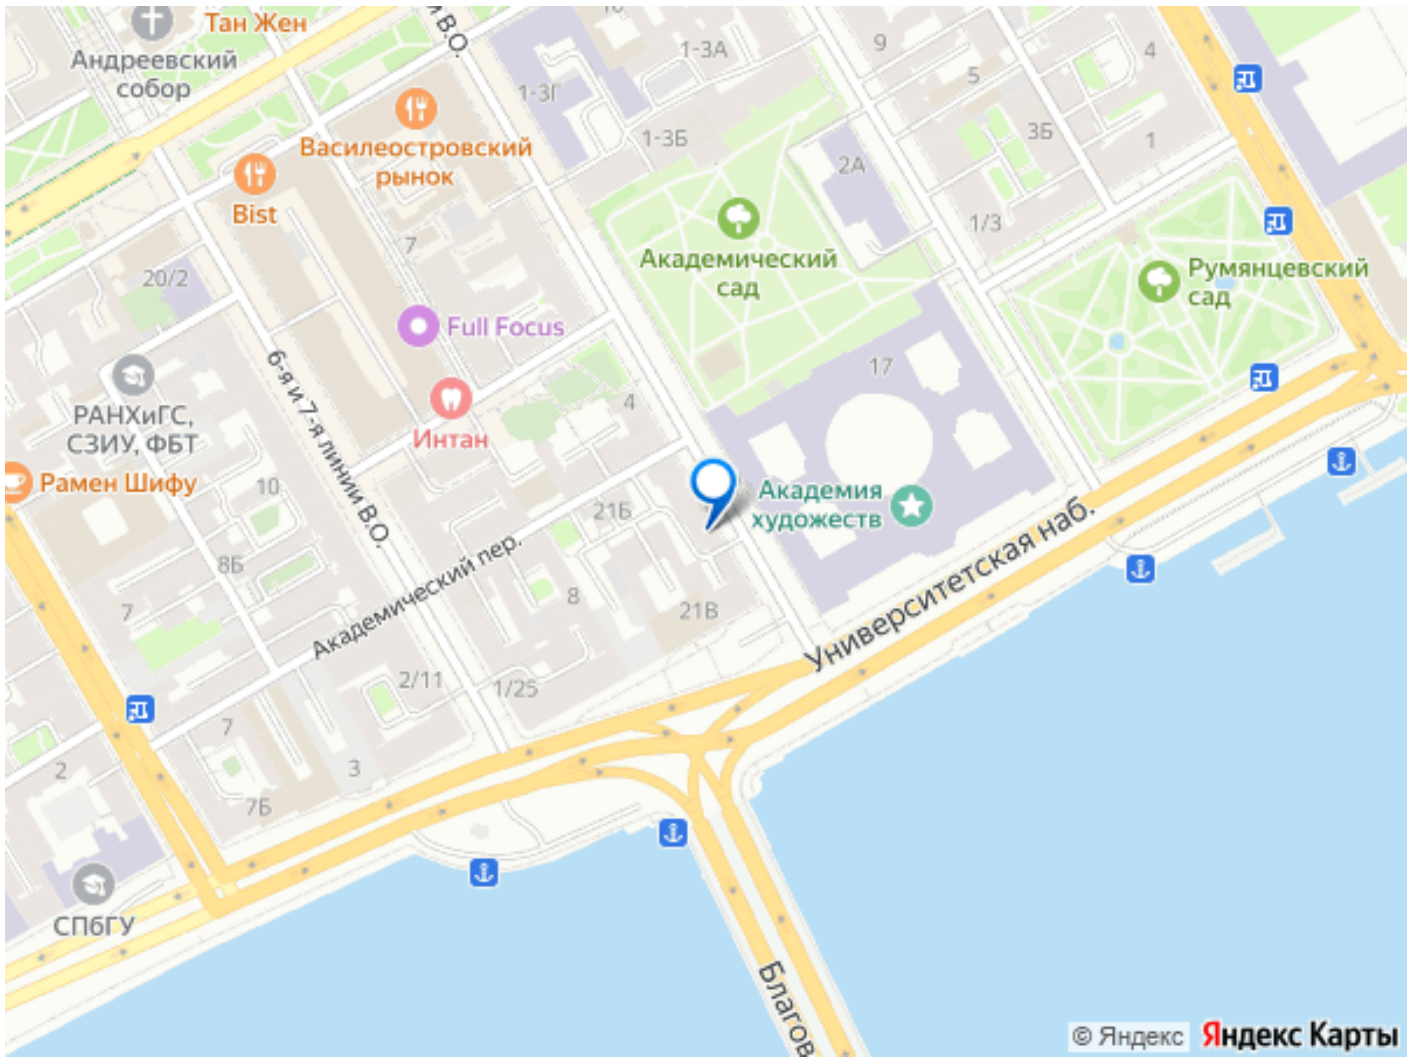 Тан Жен
Андреевский
собор
и В.О.
10
1-3А
1-3Г
1-3Б
9
5
4
3Б
1
2А
1/3
Василеостровский
рынок
Bist
7
20/2
Академический
сад
Румянцевский
сад
Full Focus
6-я и 7-я линии В.О.
РАНХиГС,
СЗИУ, ФБТ
Интан
4
17
Рамен Шифу
10
21Б
Академия
художеств
8Б
7
8
21В
Академический пер.
Университетская наб.
2/11
1/25
7
3
2
7Б
СПбГУ
Благов
© Яндекс
Яндекс Карты